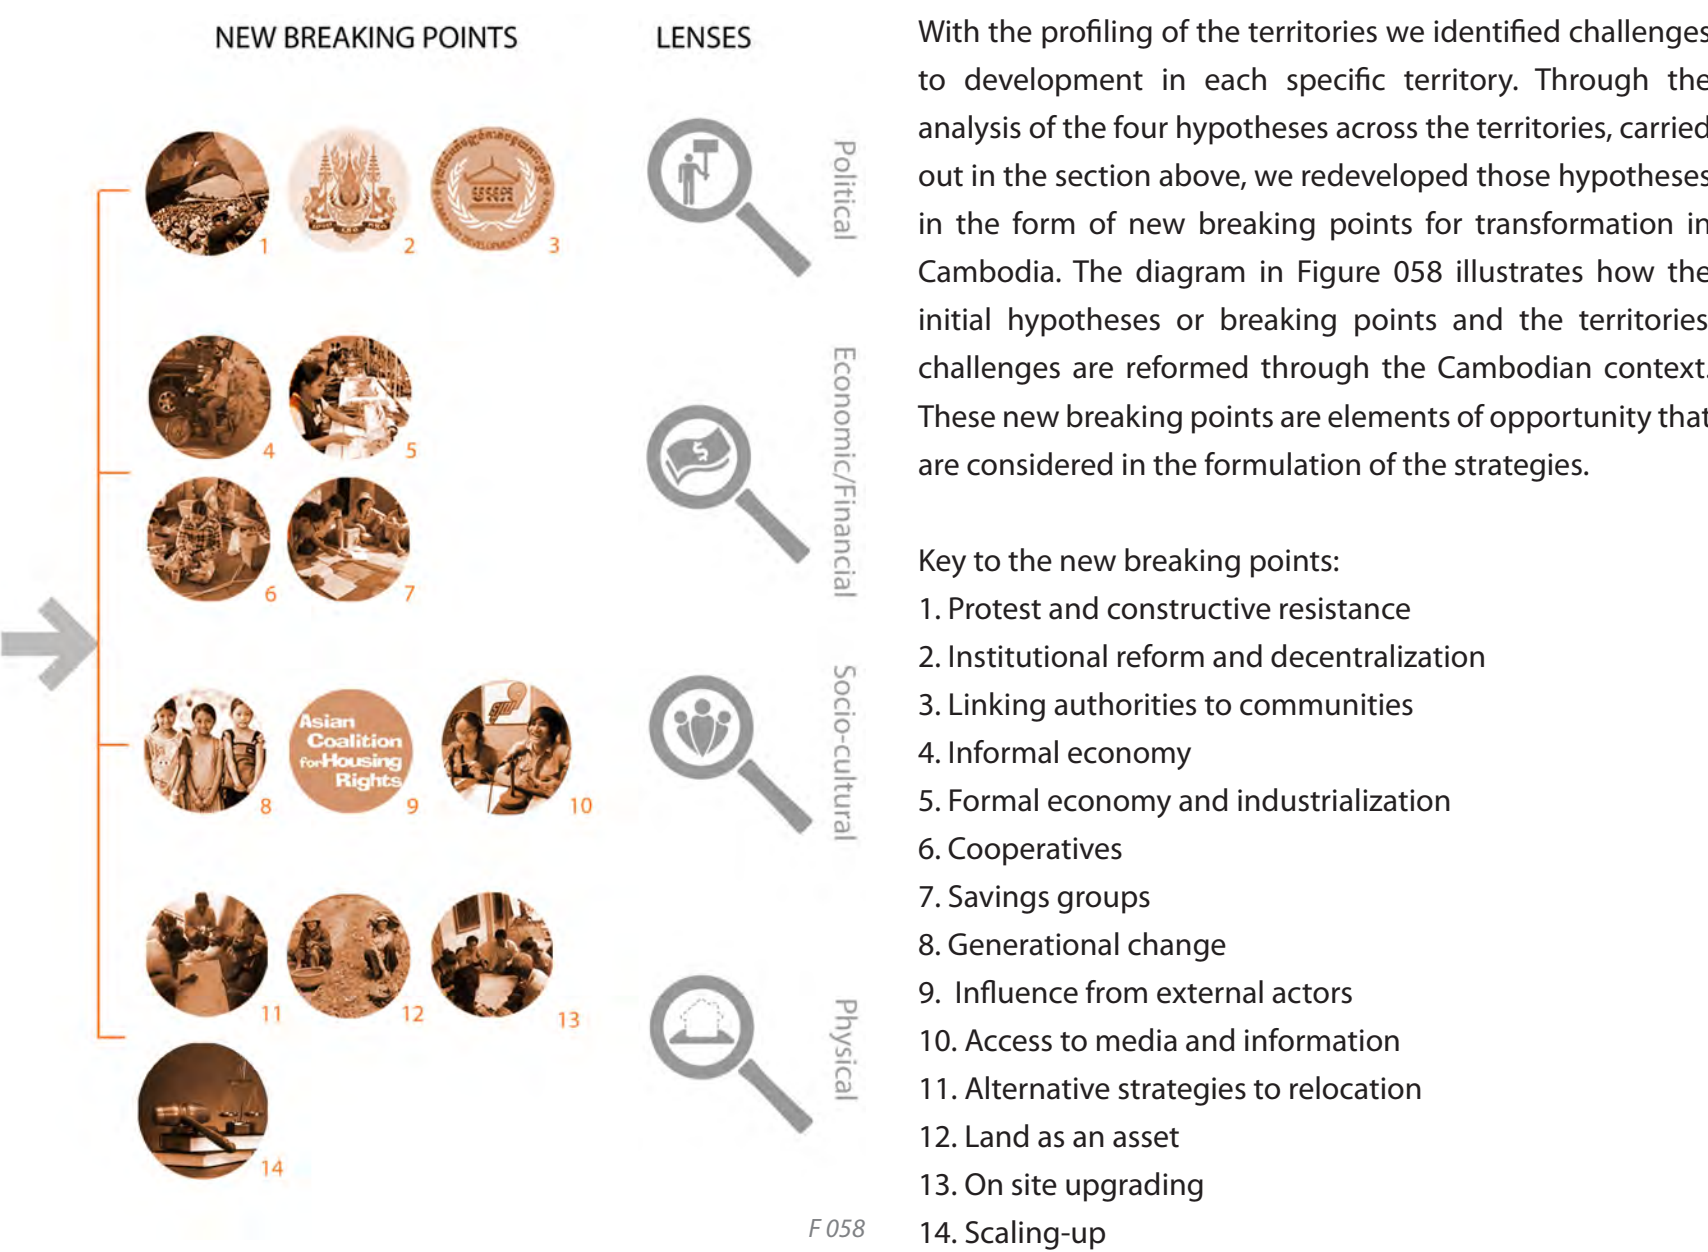 NEW BREAKING POINTS
LENSES
1
2
3
Political
4
5
6
7
Economic/Financial
Asian
Coalition
for Housing
Rights
8
9
10
Socio-cultural
11
12
13
14
Physical
F 058
With the profiling of the territories we identified challenges
to development in each specific territory. Through the
analysis of the four hypotheses across the territories, carried
out in the section above, we redeveloped those hypotheses
in the form of new breaking points for transformation in
Cambodia. The diagram in Figure 058 illustrates how the
initial hypotheses or breaking points and the territories
challenges are reformed through the Cambodian context.
These new breaking points are elements of opportunity that
are considered in the formulation of the strategies.
Key to the new breaking points:
1. Protest and constructive resistance
2. Institutional reform and decentralization
3. Linking authorities to communities
4. Informal economy
5. Formal economy and industrialization
6. Cooperatives
7. Savings groups
8. Generational change
9.  Influence from external actors
10. Access to media and information
11. Alternative strategies to relocation
12. Land as an asset
13. On site upgrading
14. Scaling-up